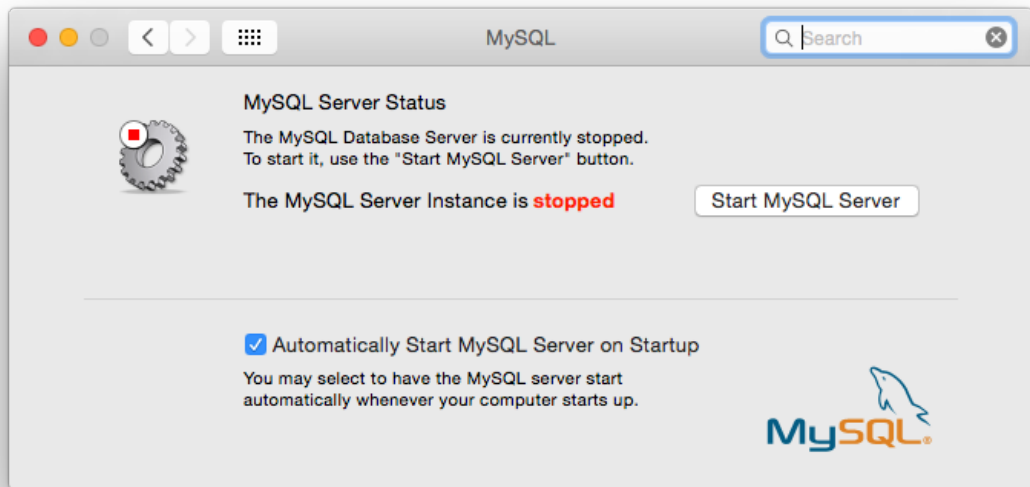 MySQL
Search
MySQL Server Status
The MySQL Database Server is currently stopped.
To start it, use the "Start MySQL Server" button.
The MySQL Server Instance is stopped
Start MySQL Server
Automatically Start MySQL Server on Startup
You may select to have the MySQL server start
automatically whenever your computer starts up.
MySQL®